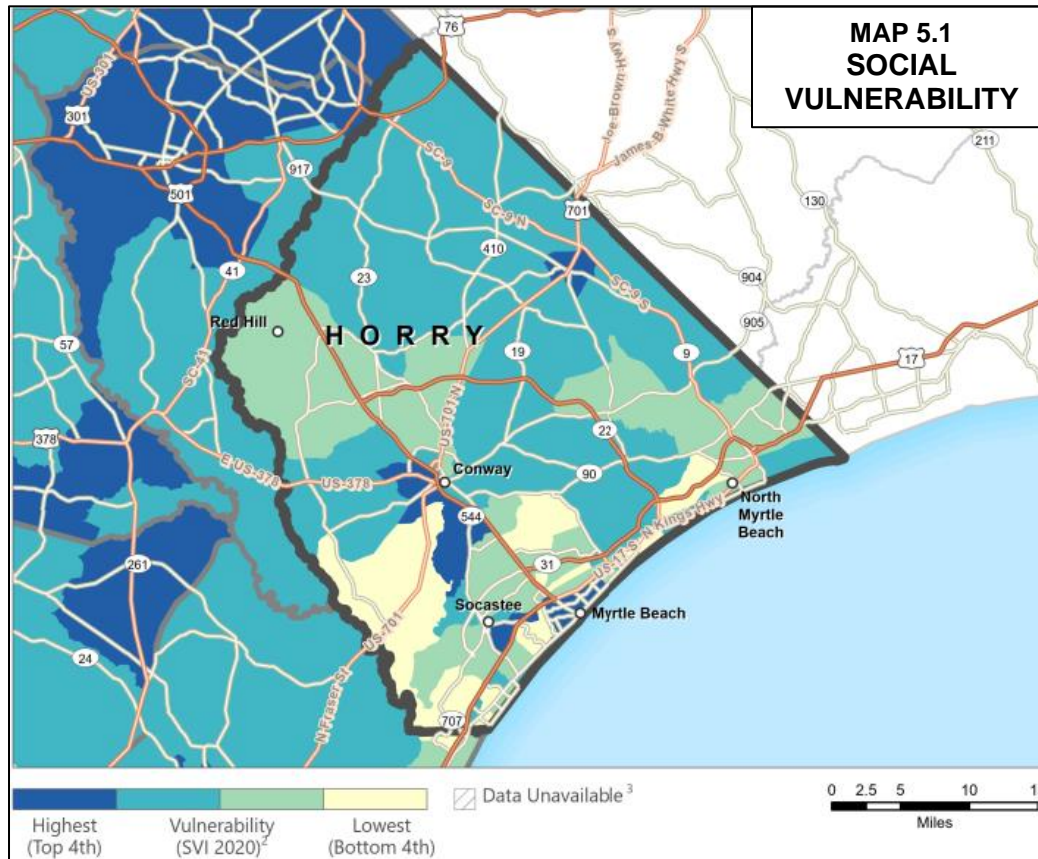 MAP 5.1
SOCIAL
VULNERABILITY
76
Joe Brown Hwy S
James B White Hwy S
US-301
301
211
SC-9
917
130
501
SC-9 N
701
410
41
23
904
SC-9 S
905
Red Hill
HORRY
57
19
9
17
SC-41
US-701 N
22
378
E US-378
US-378
Conway
90
North
Myrtle
Beach
544
US-17 S
N Kings Hwy
31
261
Socastee
Myrtle Beach
US-701
24
N Fraser St
707
Highest
(Top 4th)
Vulnerability
(SVI 2020)2
Lowest
(Bottom 4th)
Data Unavailable 3
0 2.5 5 10
Miles